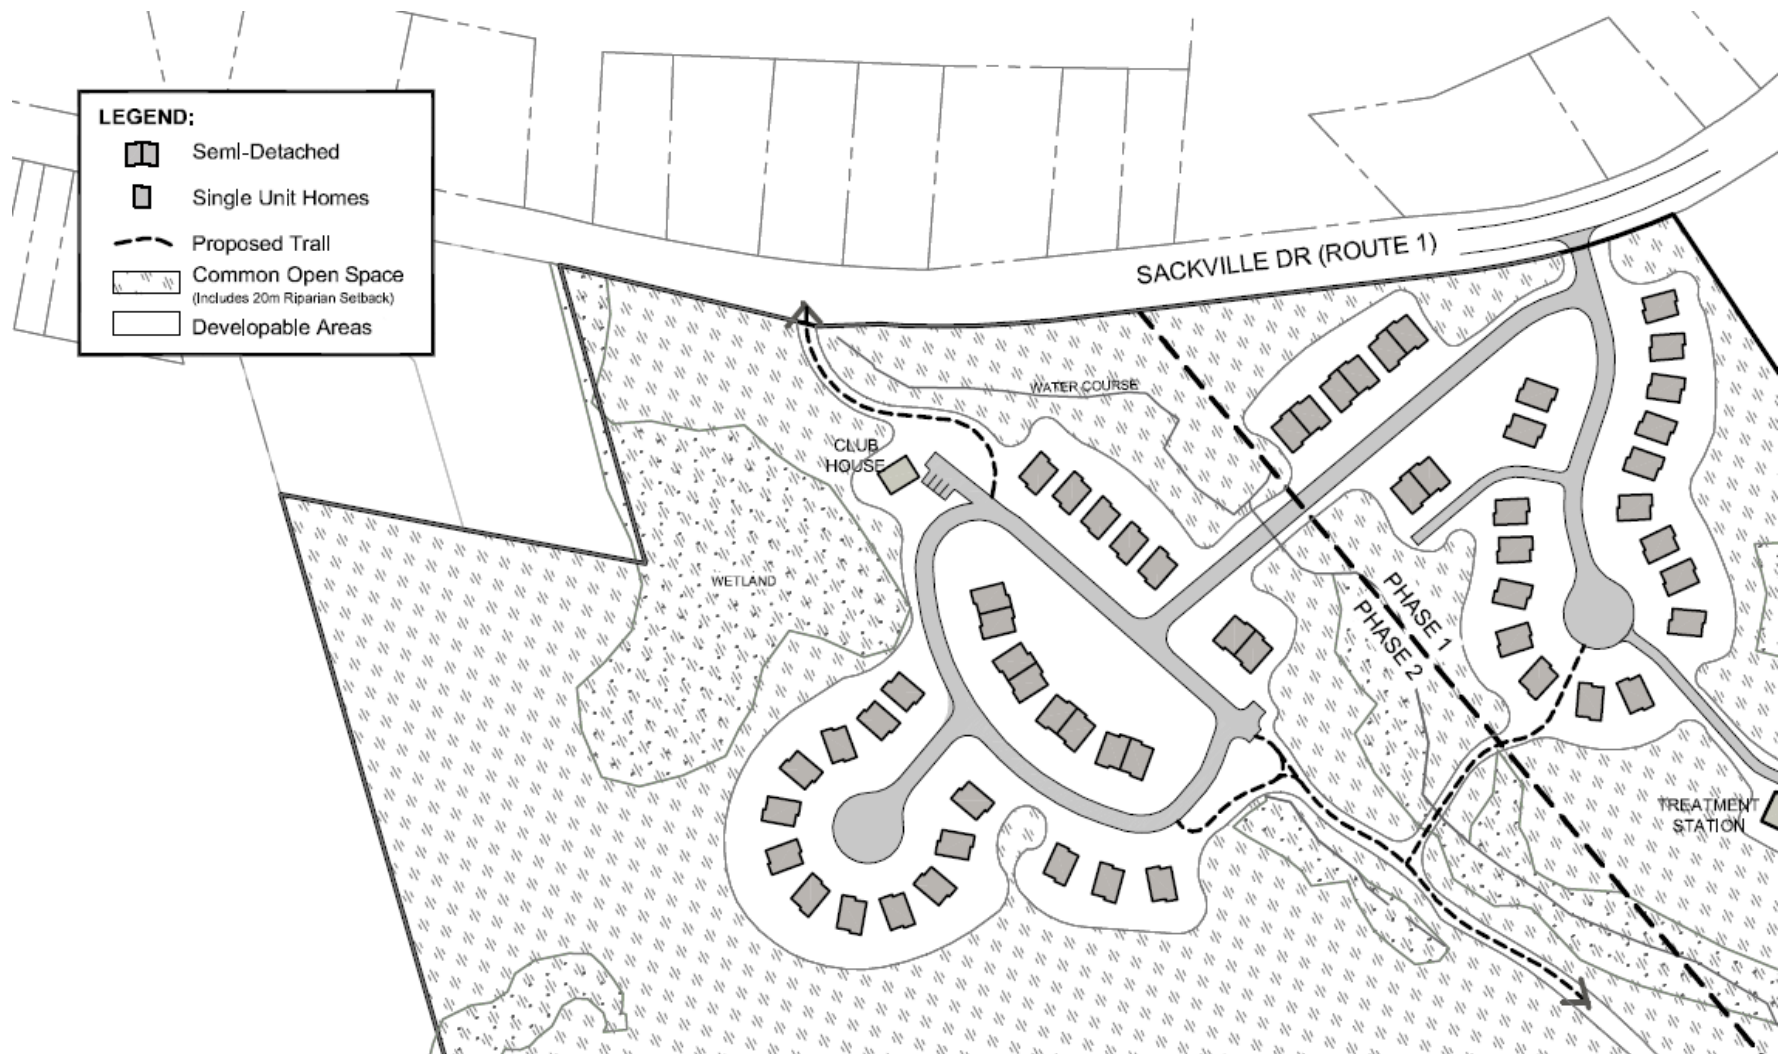 LEGEND:
Semi-Detached
Single Unit Homes
Proposed Trail
Common Open Space
(Includes 20m Riparian Setback)
Developable Areas
SACKVILLE DR (ROUTE 1)
WATER COURSE
CLUB
HOUSE
WETLAND
PHASE 1
PHASE 2
TREATMENT
STATION